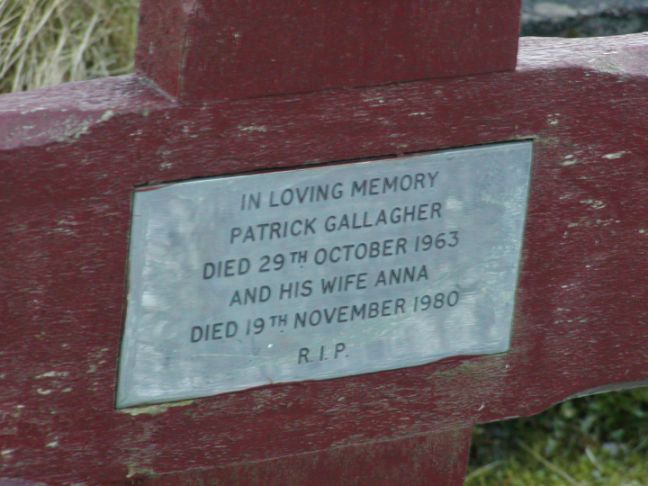 IN LOVING MEMORY
PATRICK GALLAGHER
DIED 29TH OCTOBER 1963
AND HIS WIFE ANNA
DIED 19TH NOVEMBER 1980
R.I.P.